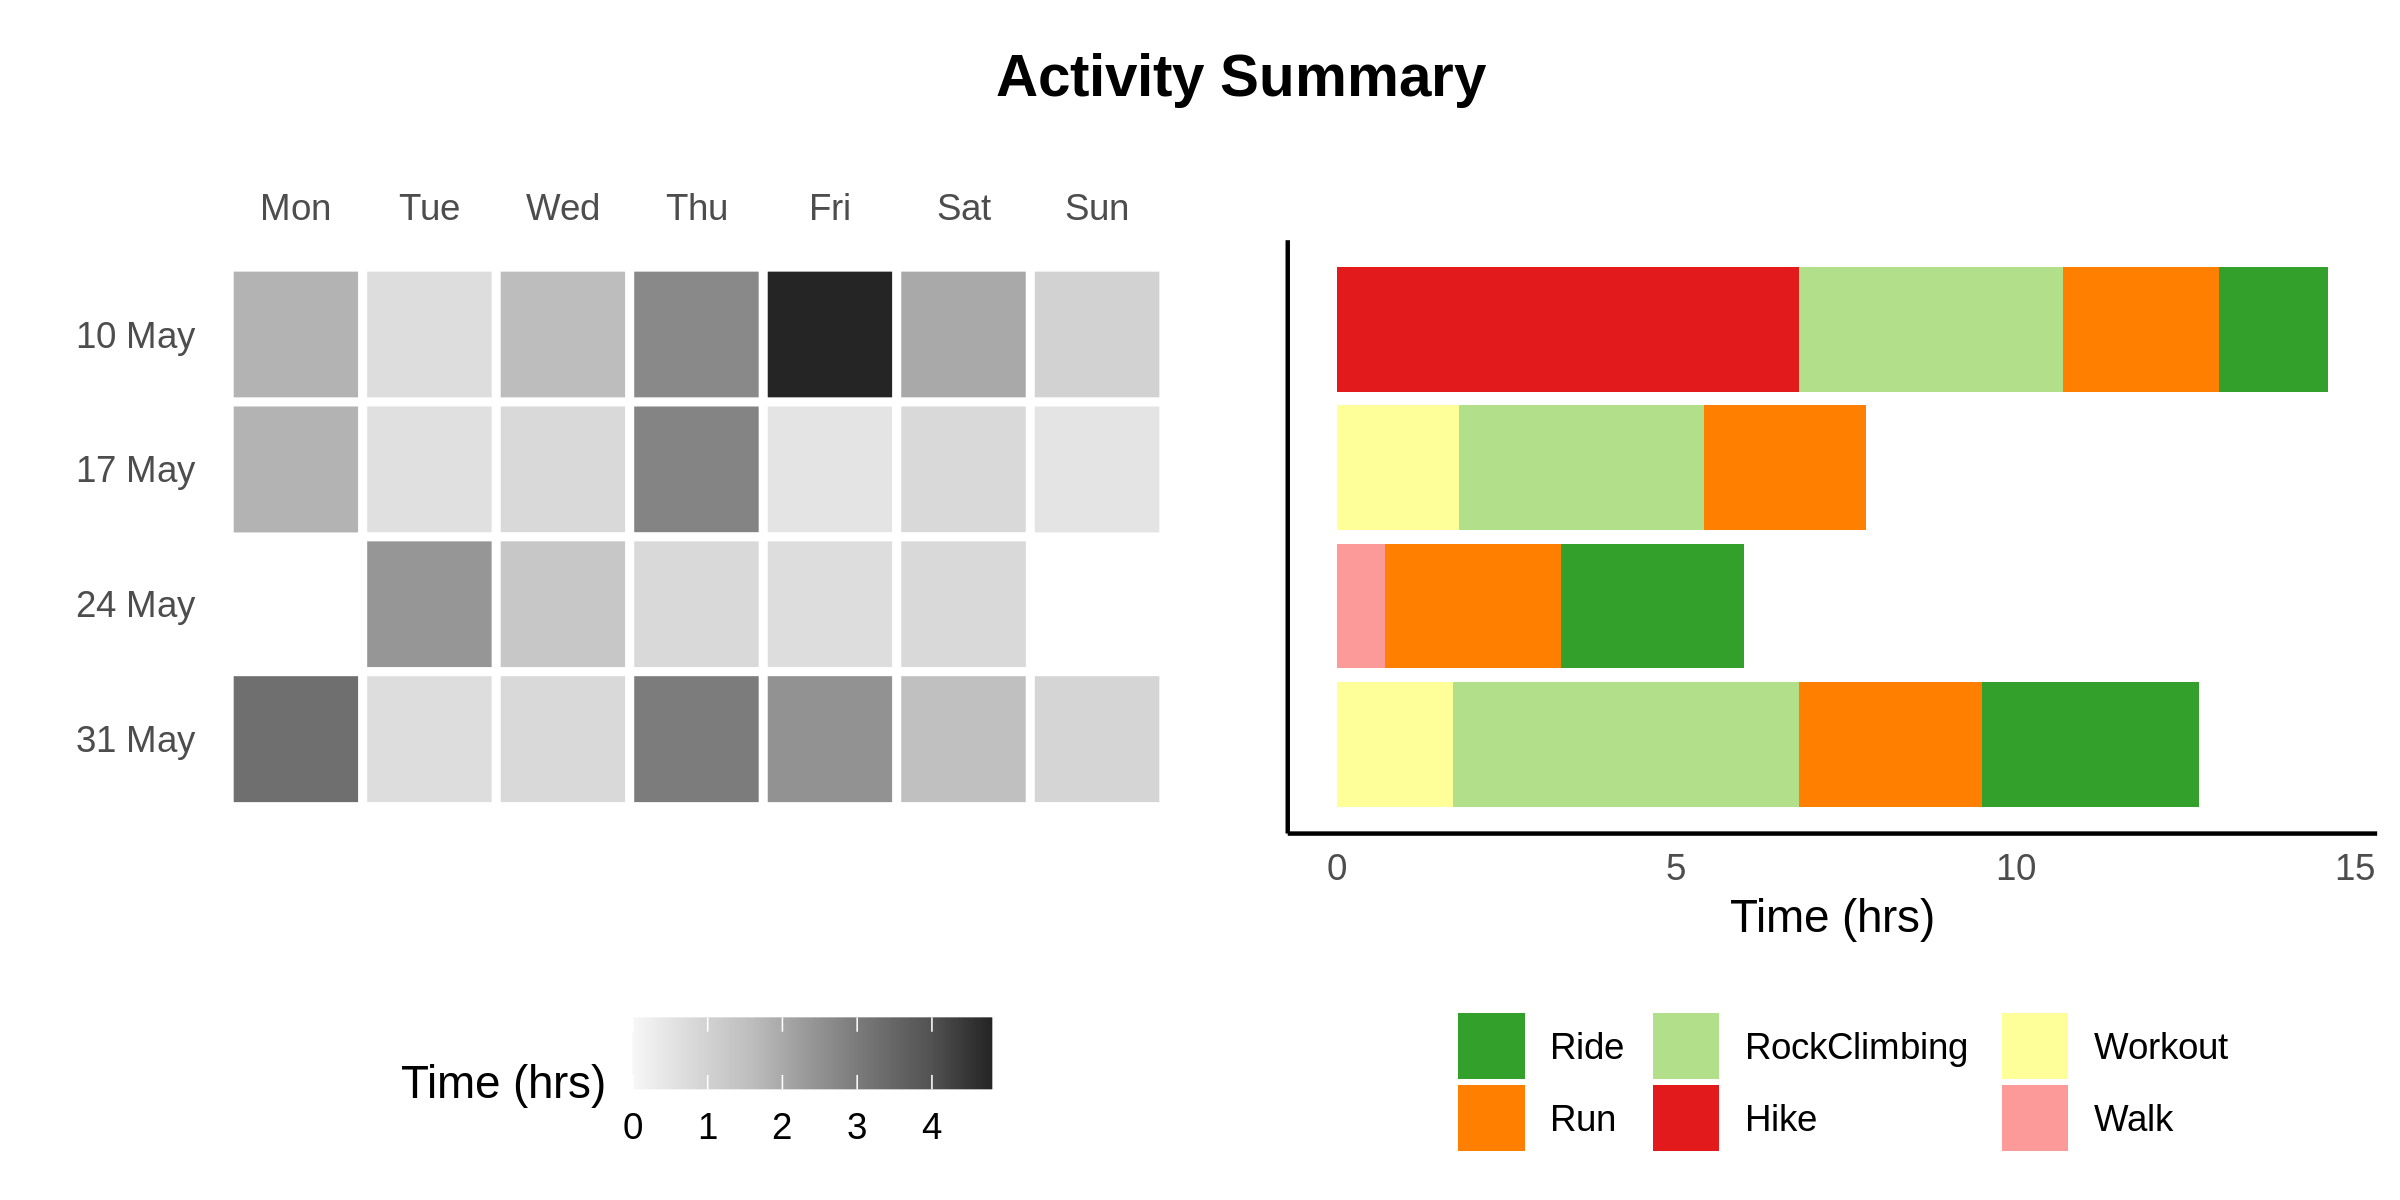 Activity Summary
Mon Tue Wed Thu Fri Sat Sun
10 May
17 May
24 May
31 May
0 5 10 15
Time (hrs)
Time (hrs)
0 1 2 3 4
Ride RockClimbing Workout
Run Hike Walk